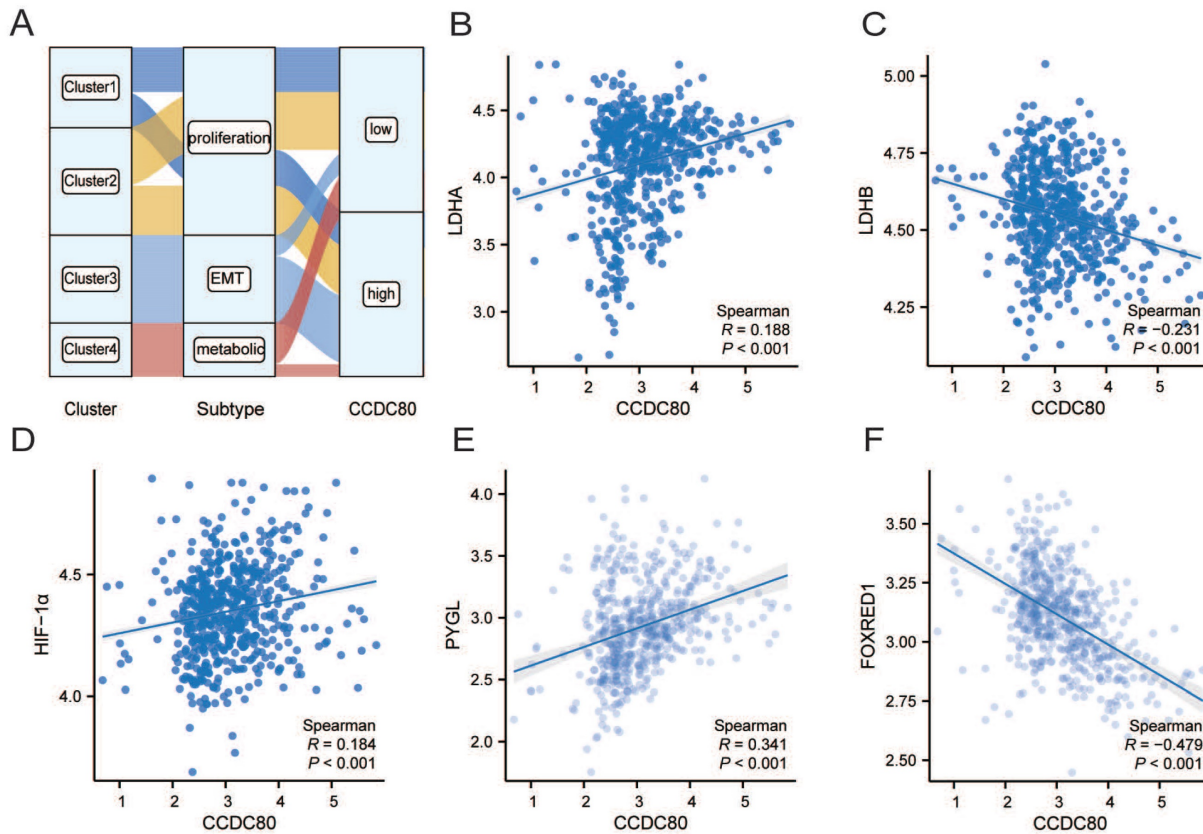 A
Cluster1
Cluster2
Cluster3
Cluster4
proliferation
EMT
metabolic
low
high
Cluster
Subtype
CCDC80
B
LDHA
4.5
4.0
3.5
3.0
1 2 3 4 5
CCDC80
Spearman
R = 0.188
P < 0.001
C
LDHB
5.00
4.75
4.50
4.25
1 2 3 4 5
CCDC80
Spearman
R = −0.231
P < 0.001
D
HIF−1α
4.5
4.0
1 2 3 4 5
CCDC80
Spearman
R = 0.184
P < 0.001
E
PYGL
4.0
3.5
3.0
2.5
2.0
1 2 3 4 5
CCDC80
Spearman
R = 0.341
P < 0.001
F
FOXRED1
3.50
3.25
3.00
2.75
2.50
1 2 3 4 5
CCDC80
Spearman
R = −0.479
P < 0.001